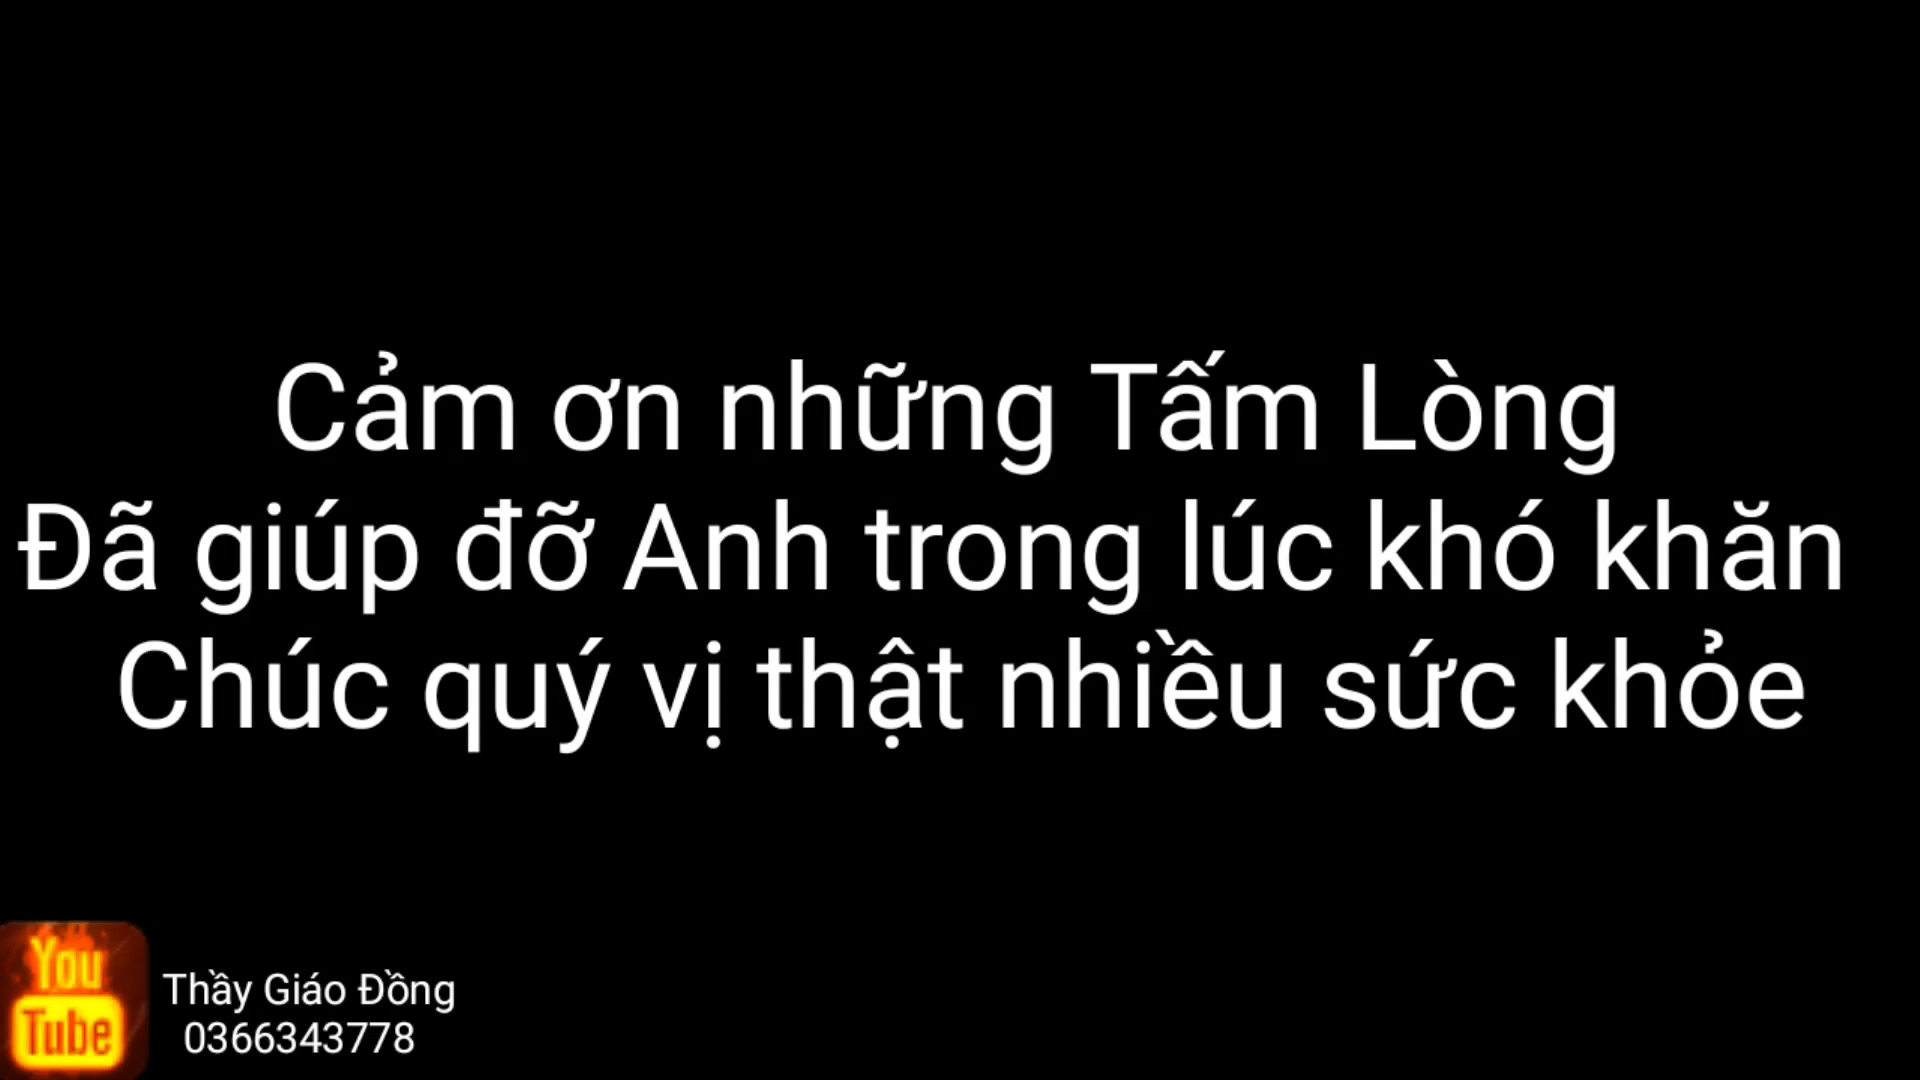 Cảm ơn những Tấm Lòng
Đã giúp đỡ Anh trong lúc khó khăn
Chúc quý vị thật nhiều sức khỏe
You
Tube
Thầy Giáo Đồng
0366343778